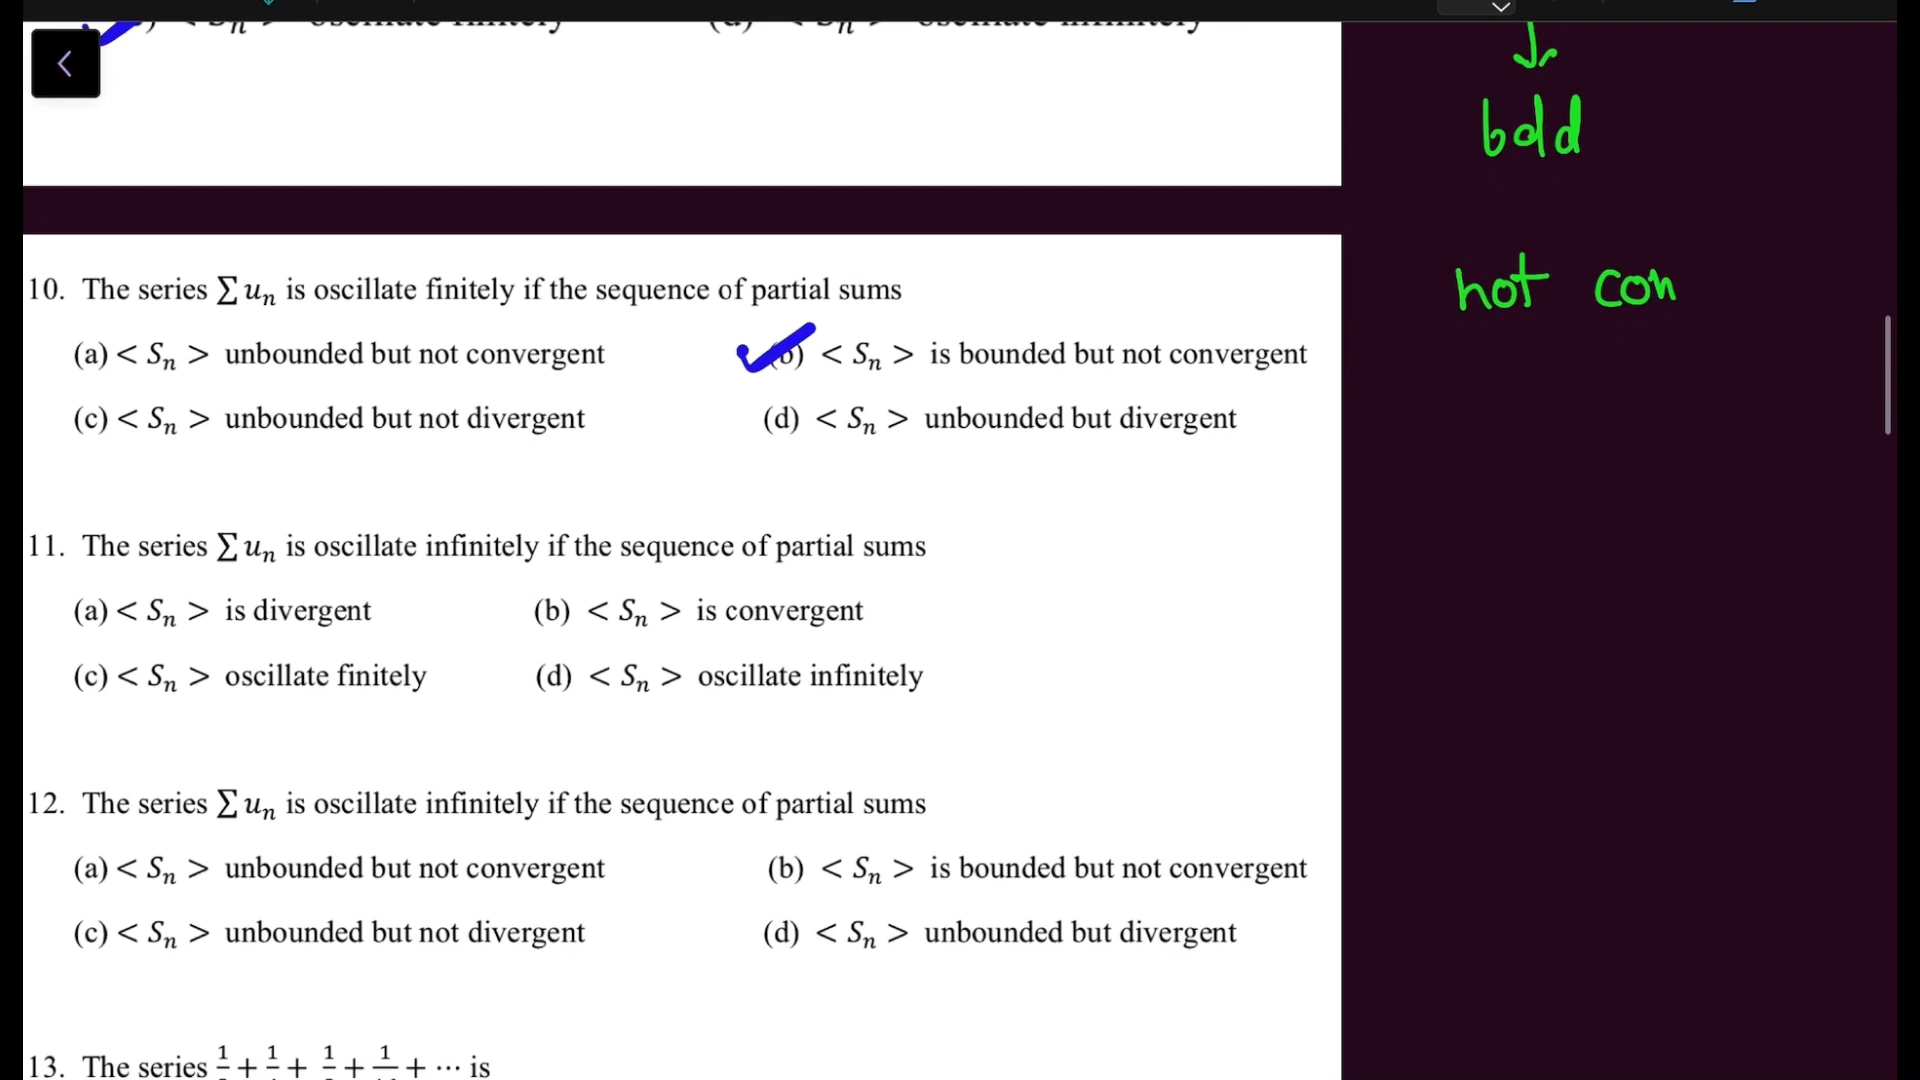 bdd
10. The series ∑ uₙ is oscillate finitely if the sequence of partial sums
not con
(a) < Sₙ > unbounded but not convergent (b) < Sₙ > is bounded but not convergent
(c) < Sₙ > unbounded but not divergent (d) < Sₙ > unbounded but divergent
11. The series ∑ uₙ is oscillate infinitely if the sequence of partial sums
(a) < Sₙ > is divergent (b) < Sₙ > is convergent
(c) < Sₙ > oscillate finitely (d) < Sₙ > oscillate infinitely
12. The series ∑ uₙ is oscillate infinitely if the sequence of partial sums
(a) < Sₙ > unbounded but not convergent (b) < Sₙ > is bounded but not convergent
(c) < Sₙ > unbounded but not divergent (d) < Sₙ > unbounded but divergent
13. The series is